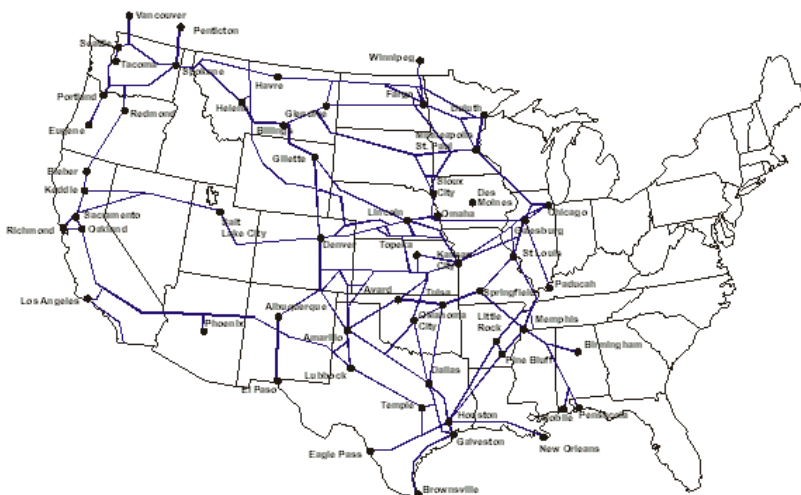 Vancouver
Penticton
Seattle
Tacoma
Spokane
Winnipeg
Havre
Fargo
Duluth
Portland
Helena
Glendive
Redmond
Billings
Minneapolis
St. Paul
Eugene
Gillette
Bieber
Sioux
City
Des
Moines
Keddie
Chicago
Lincoln
Omaha
Galesburg
Sacramento
Salt
Lake City
Richmond
Oakland
Denver
Topeka
Kansas
City
St Louis
Paducah
Avard
Tulsa
Springfield
Los Angeles
Albuquerque
Phoenix
Amarillo
Oklahoma
City
Little
Rock
Memphis
Birmingham
Pine Bluff
Lubbock
Dallas
El Paso
Temple
Houston
Mobile
Pensacola
Galveston
New Orleans
Eagle Pass
Brownsville